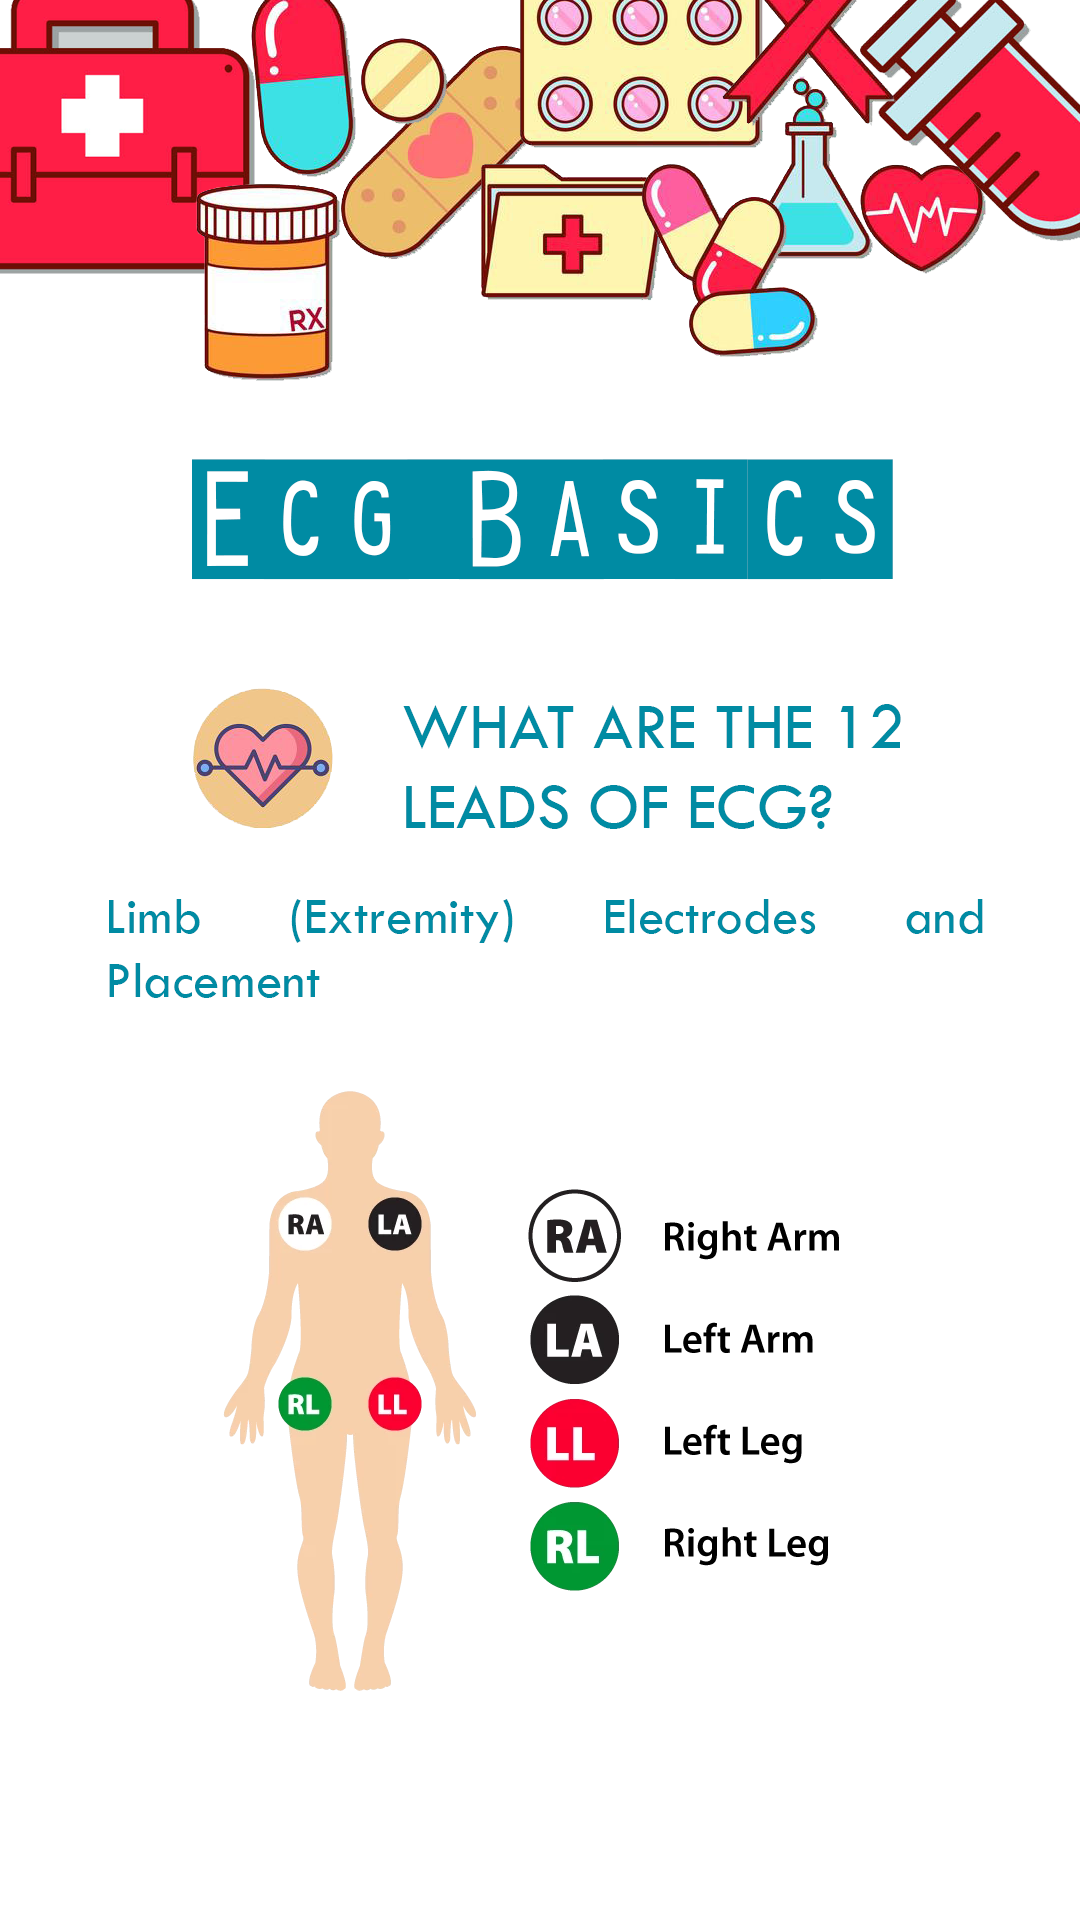 RX
Ecg Basics
WHAT ARE THE 12
LEADS OF ECG?
Limb (Extremity) Electrodes and
Placement
RA LA
RL LL
RA Right Arm
LA Left Arm
LL Left Leg
RL Right Leg